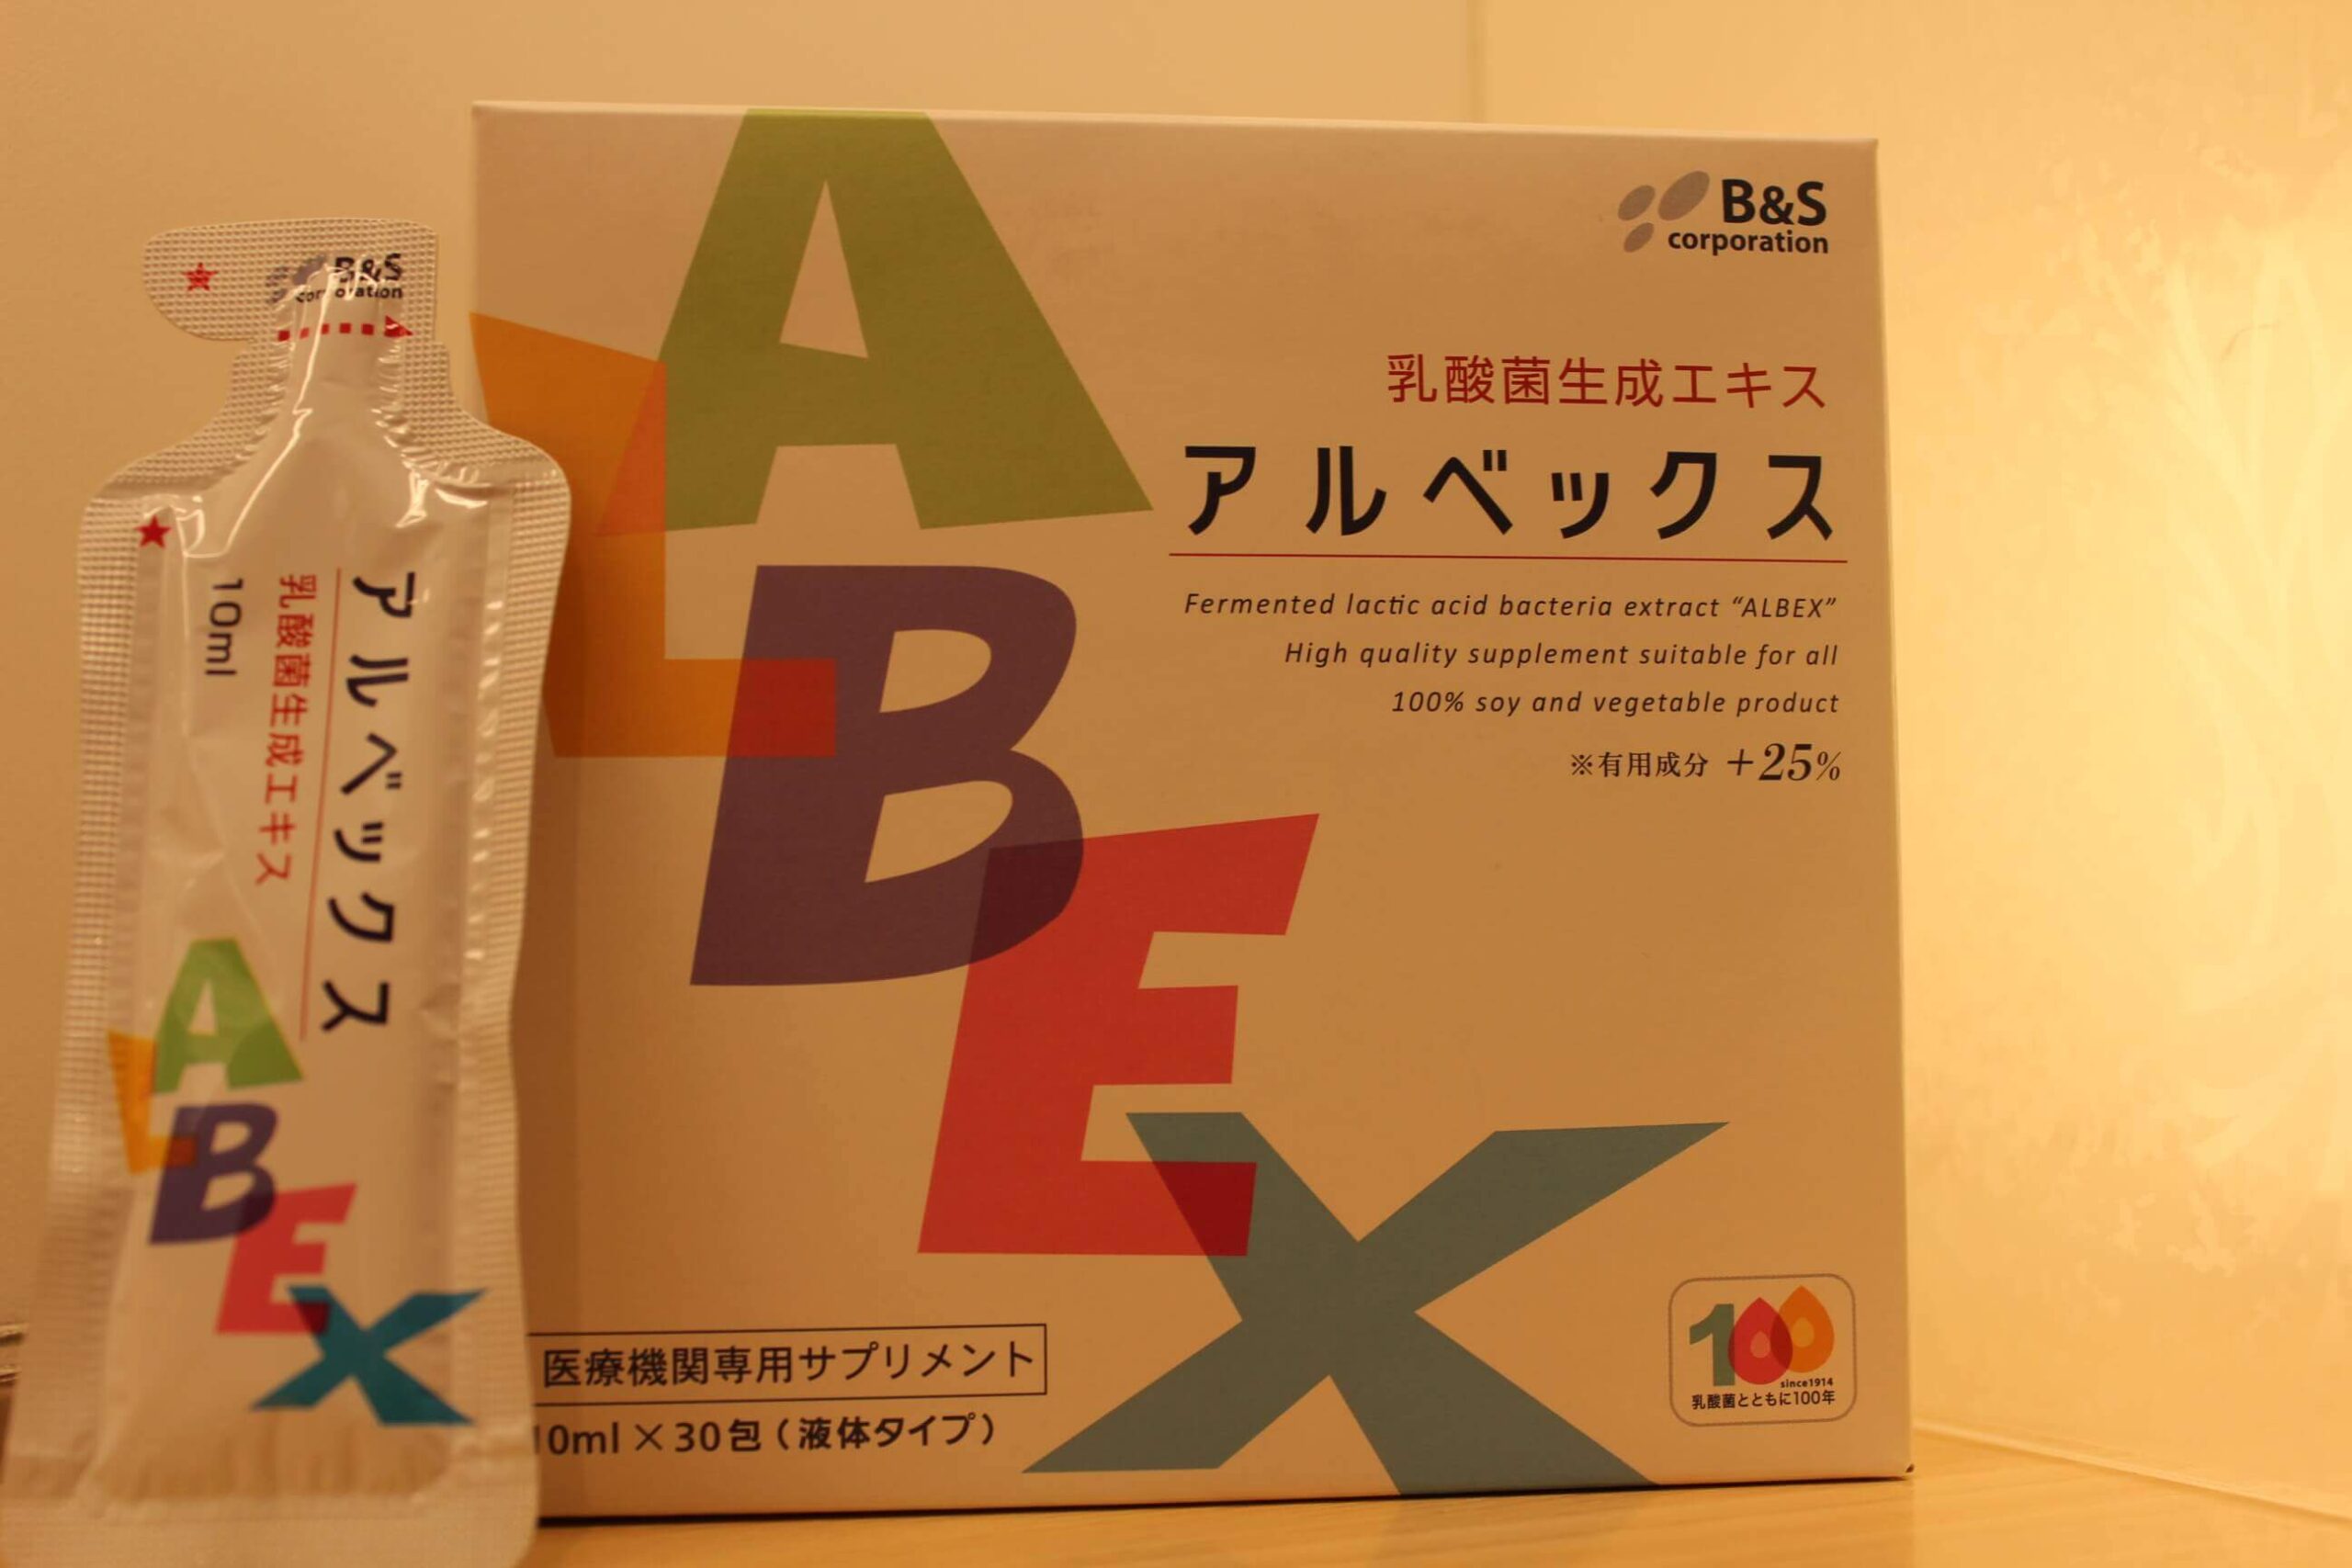 B&S
corporation
アルベックス
乳酸菌生成エキス
10ml
ALBEX
ALBEX
B&S
corporation
乳酸菌生成エキス
アルベックス
Fermented lactic acid bacteria extract “ALBEX”
High quality supplement suitable for all
100% soy and vegetable product
※有用成分 +25%
医療機関専用サプリメント
10ml×30包(液体タイプ)
100
since1914
乳酸菌とともに100年